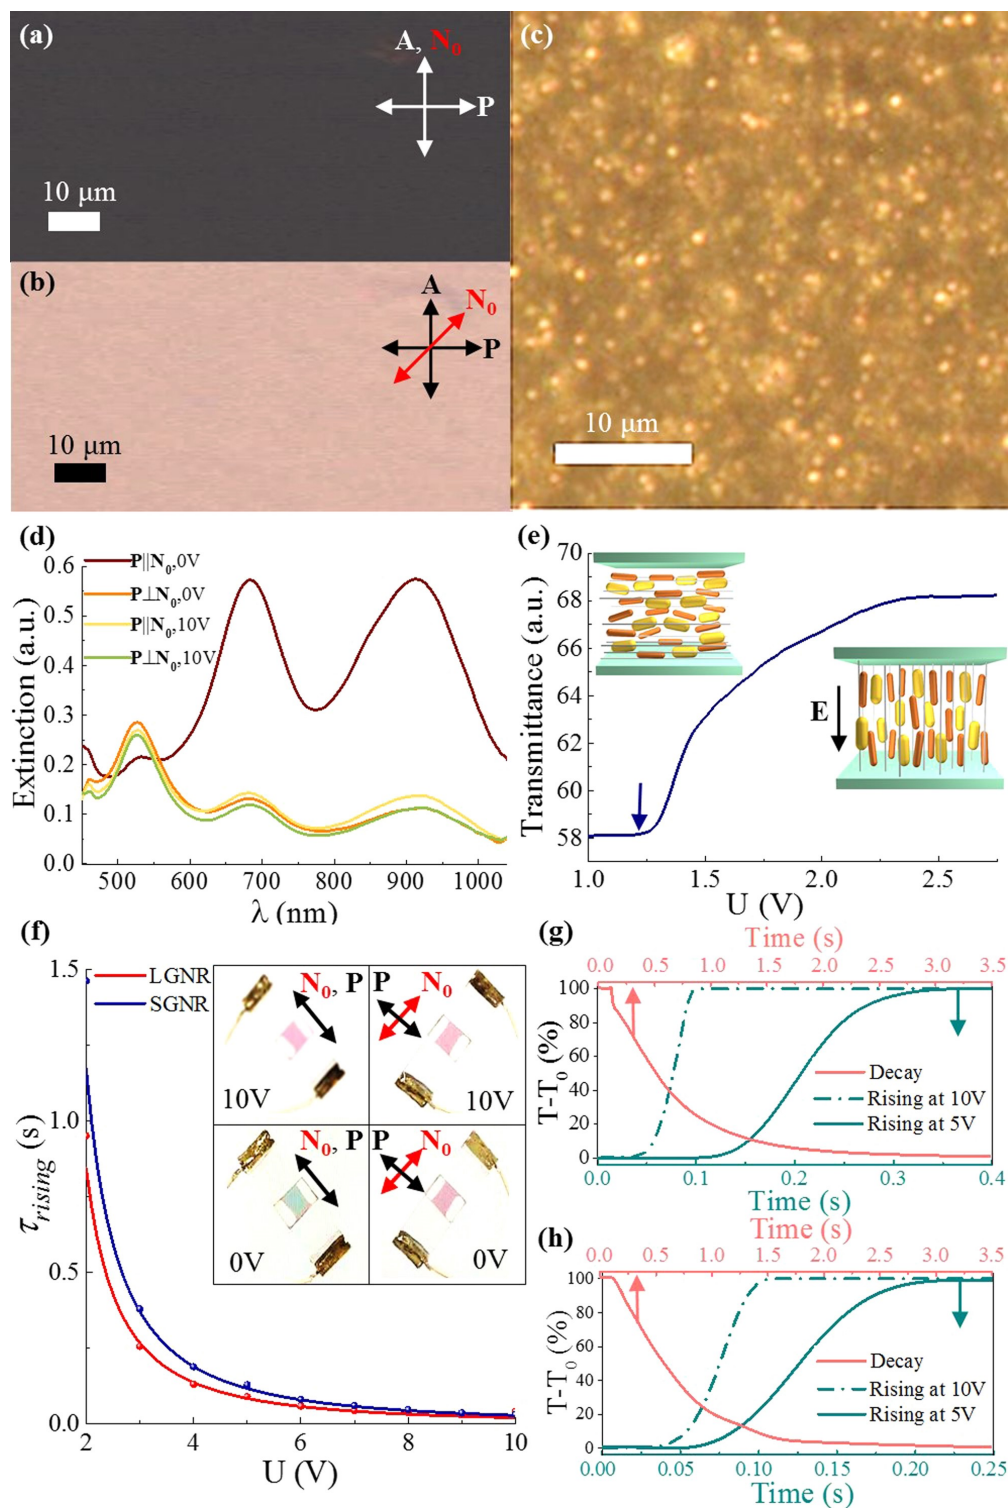 (a)
A, N₀
P
10 μm
(b)
A
N₀
P
10 μm
(c)
10 μm
(d)
P||N₀,0V
P⊥N₀,0V
P||N₀,10V
P⊥N₀,10V
Extinction (a.u.)
0.6
0.5
0.4
0.3
0.2
0.1
0.0
500 600 700 800 900 1000
λ (nm)
(e)
Transmittance (a.u.)
70
68
66
64
62
60
58
E
1.0 1.5 2.0 2.5
U (V)
(f)
LGNR
SGNR
τrising (s)
1.5
1.0
0.5
0.0
2 4 6 8 10
U (V)
N₀, P
10V
P
N₀
10V
N₀, P
0V
P
N₀
0V
(g)
Time (s)
0.0 0.5 1.0 1.5 2.0 2.5 3.0 3.5
T-T₀ (%)
100
80
60
40
20
0
Decay
Rising at 10V
Rising at 5V
0.0 0.1 0.2 0.3 0.4
Time (s)
(h)
Time (s)
0.0 0.5 1.0 1.5 2.0 2.5 3.0 3.5
T-T₀ (%)
100
80
60
40
20
0
Decay
Rising at 10V
Rising at 5V
0.00 0.05 0.10 0.15 0.20 0.25
Time (s)